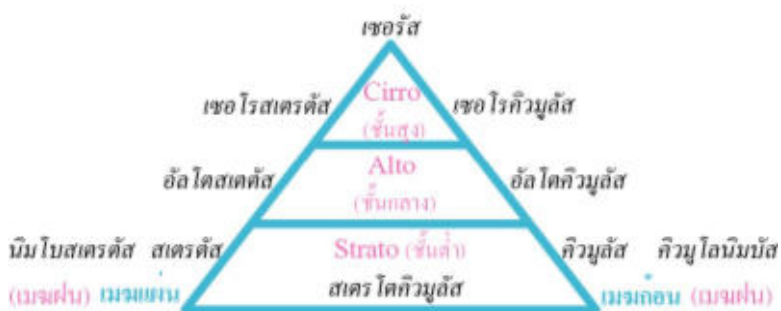 เซอรัส
เซอโรสเตรตัส Cirro เซอโรคิวมูลัส
(ชั้นสูง)
อัลโตสเตตัส Alto อัลโตคิวมูลัส
(ชั้นกลาง)
นิมโบสเตรตัส สเตรตัส Strato (ชั้นต่ำ) คิวมูลัส คิวมูโลนิมบัส
(เมฆฝน) เมฆแผ่น สเตรโตคิวมูลัส เมฆก้อน (เมฆฝน)